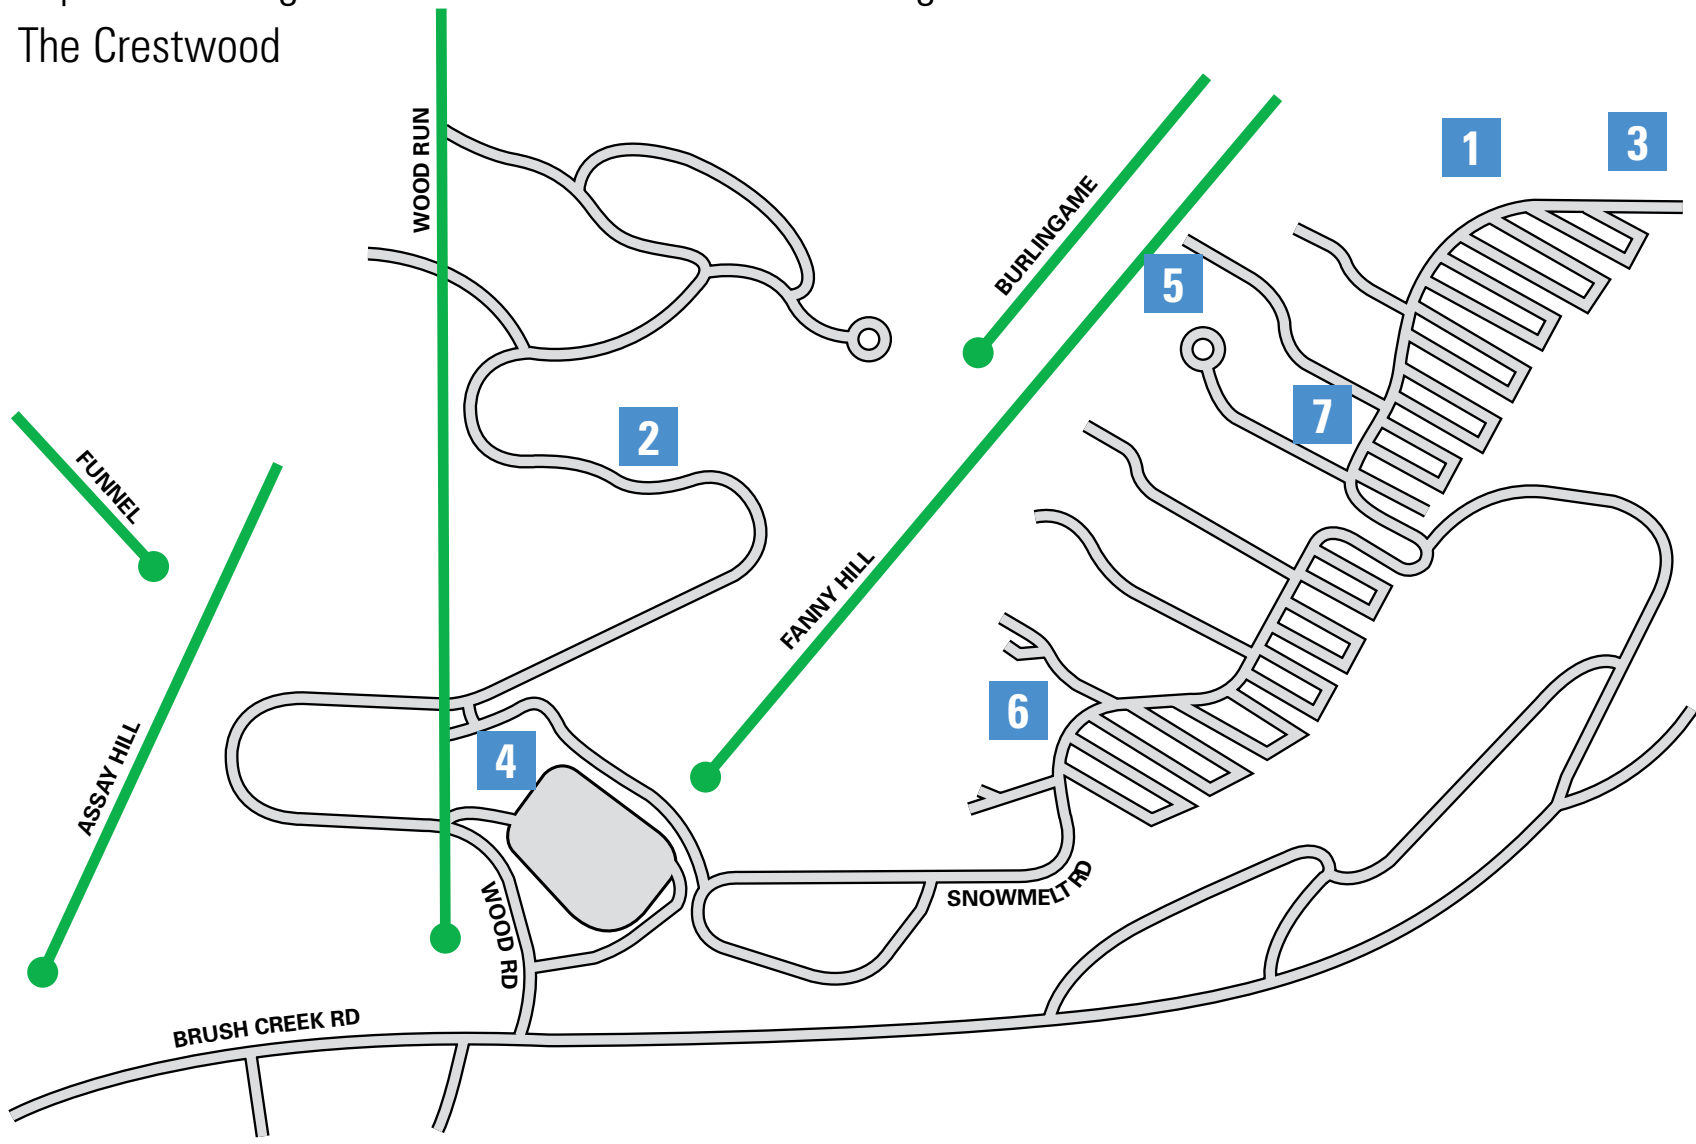 The Crestwood
WOOD RUN
BURLINGAME
1
3
5
7
2
FUNNEL
FANNY HILL
6
4
ASSAY HILL
WOOD RD
SNOWMELT RD
BRUSH CREEK RD